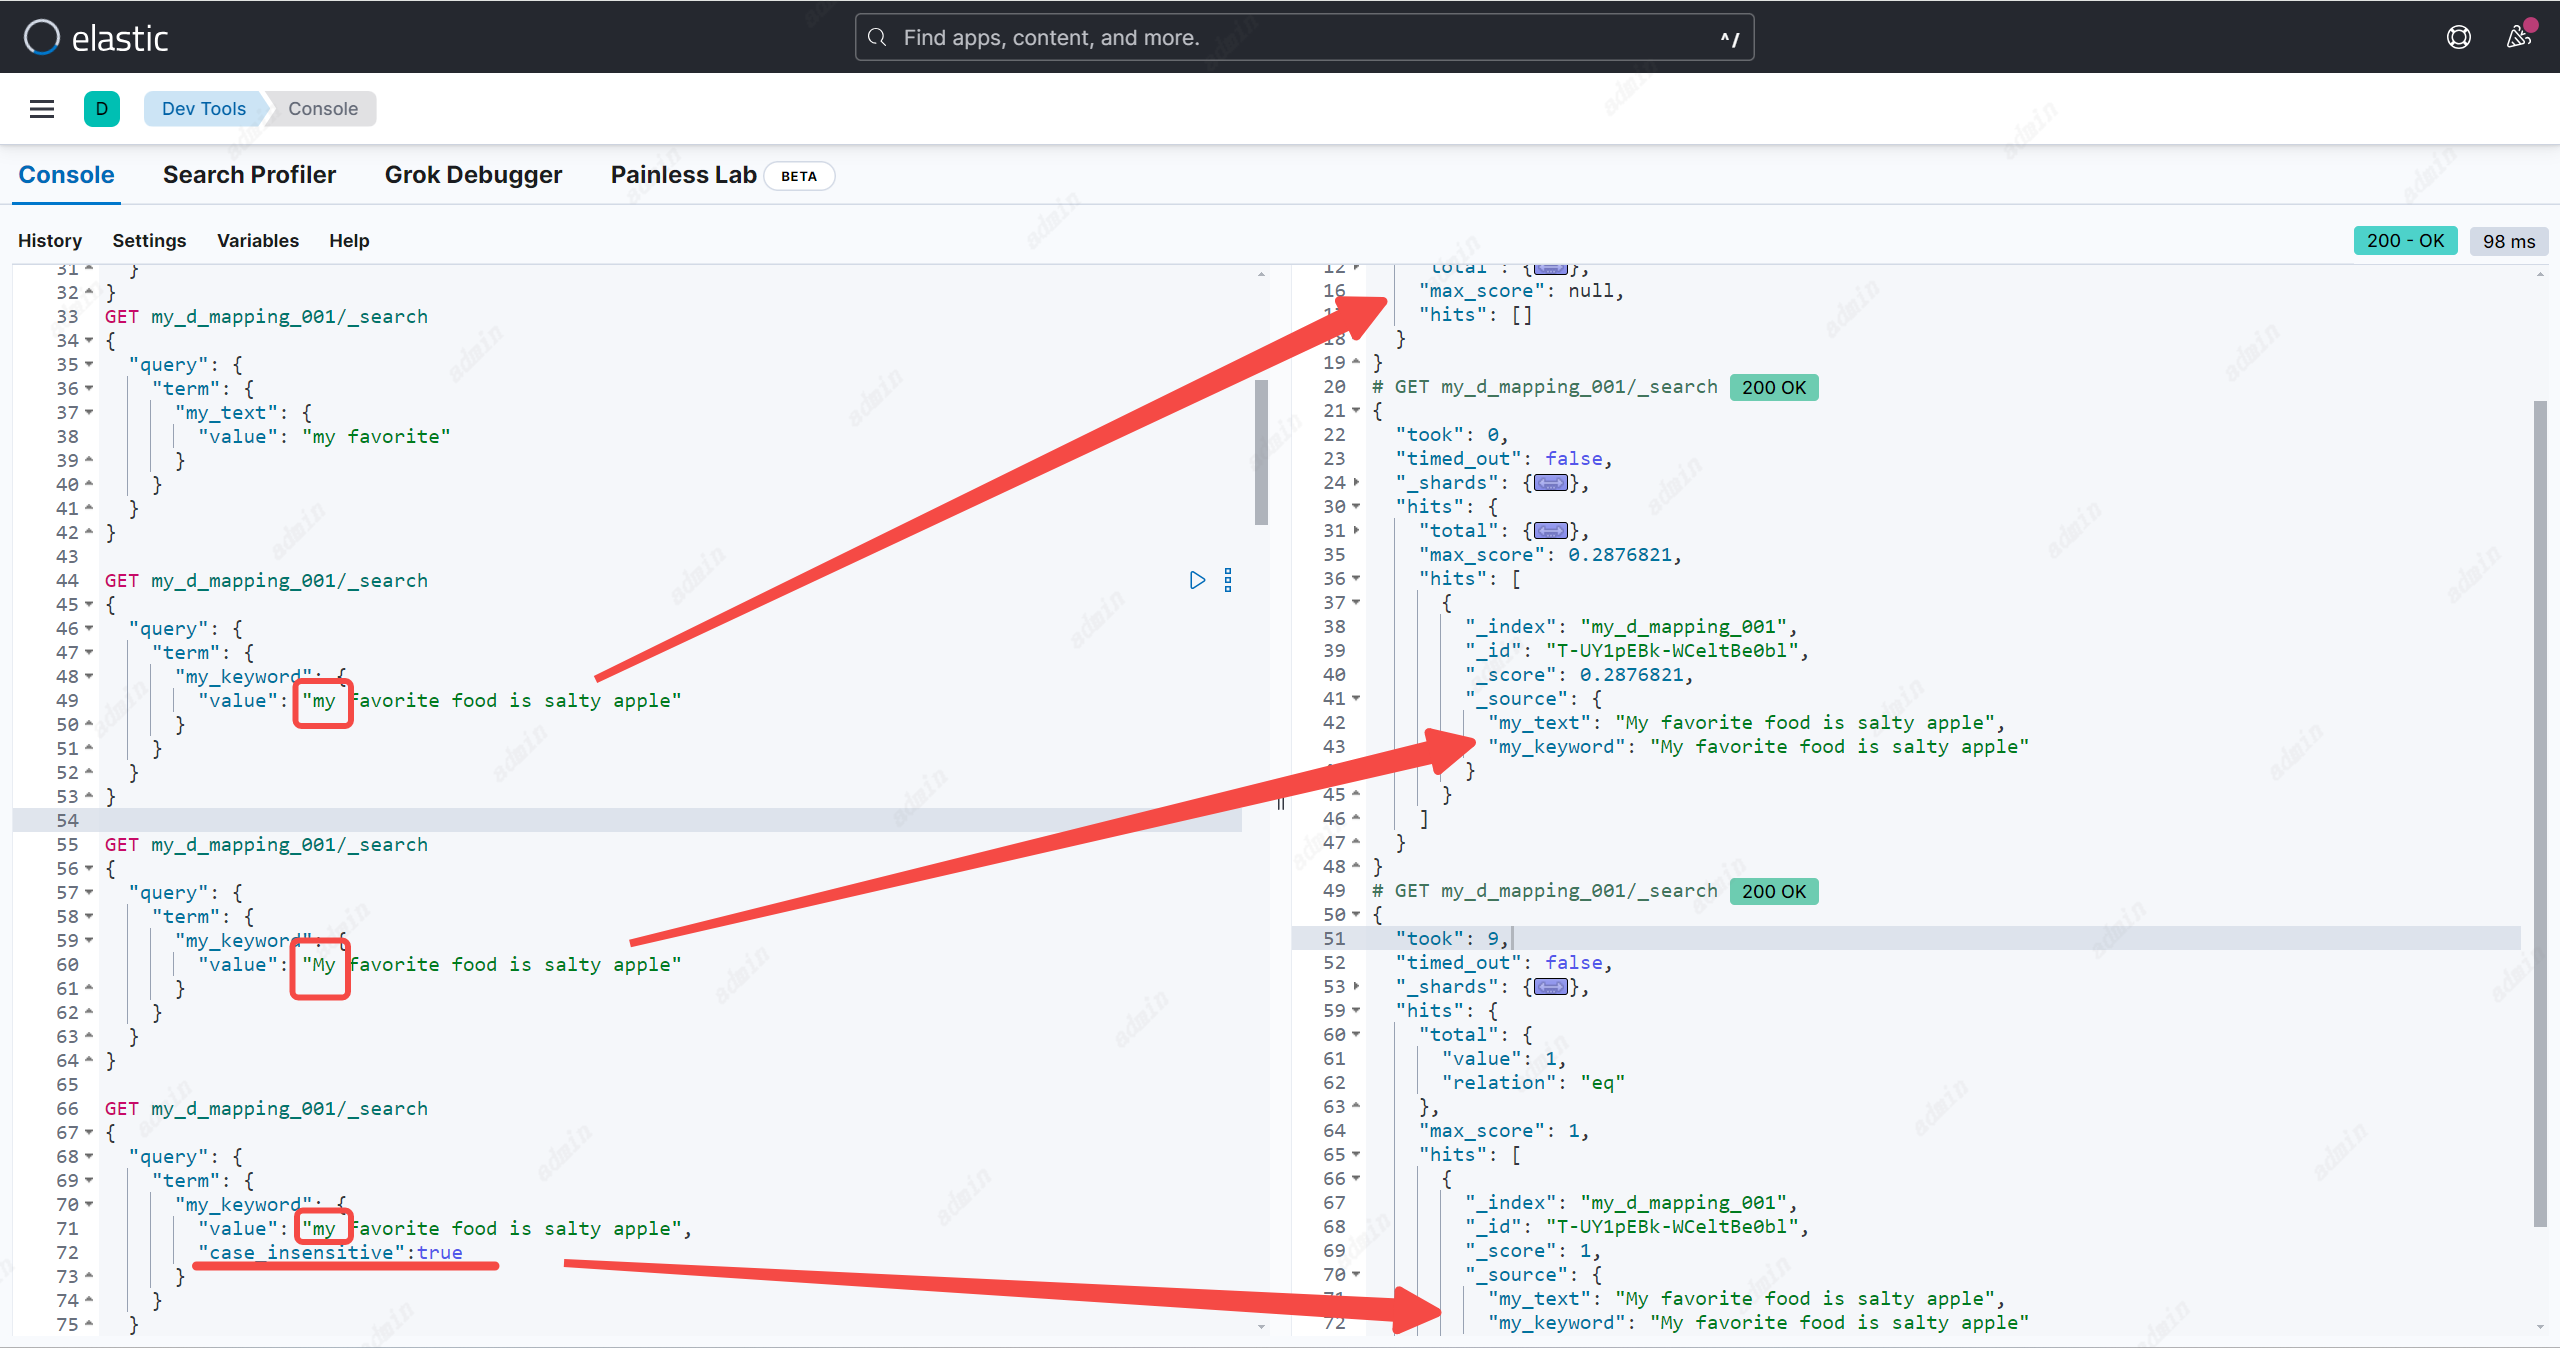 elastic
Find apps, content, and more.
^/
D
Dev Tools
Console
Console
Search Profiler
Grok Debugger
Painless Lab
BETA
History
Settings
Variables
Help
200 - OK
98 ms
31 }
32 }
33 GET my_d_mapping_001/_search
34 {
35 "query": {
36 "term": {
37 "my_text": {
38 "value": "my favorite"
39 }
40 }
41 }
42 }
43
44 GET my_d_mapping_001/_search
45 {
46 "query": {
47 "term": {
48 "my_keyword": {
49 "value": "my favorite food is salty apple"
50 }
51 }
52 }
53 }
54
55 GET my_d_mapping_001/_search
56 {
57 "query": {
58 "term": {
59 "my_keyword": {
60 "value": "My favorite food is salty apple"
61 }
62 }
63 }
64 }
65
66 GET my_d_mapping_001/_search
67 {
68 "query": {
69 "term": {
70 "my_keyword": {
71 "value": "my favorite food is salty apple",
72 "case_insensitive":true
73 }
74 }
75 }
12 "total": {},
16 "max_score": null,
"hits": []
18 }
19 }
20 # GET my_d_mapping_001/_search 200 OK
21 {
22 "took": 0,
23 "timed_out": false,
24 "_shards": {},
30 "hits": {
31 "total": {},
35 "max_score": 0.2876821,
36 "hits": [
37 {
38 "_index": "my_d_mapping_001",
39 "_id": "T-UY1pEBk-WCeltBe0bl",
40 "_score": 0.2876821,
41 "_source": {
42 "my_text": "My favorite food is salty apple",
43 "my_keyword": "My favorite food is salty apple"
}
45 }
46 ]
47 }
48 }
49 # GET my_d_mapping_001/_search 200 OK
50 {
51 "took": 9,
52 "timed_out": false,
53 "_shards": {},
59 "hits": {
60 "total": {
61 "value": 1,
62 "relation": "eq"
63 },
64 "max_score": 1,
65 "hits": [
66 {
67 "_index": "my_d_mapping_001",
68 "_id": "T-UY1pEBk-WCeltBe0bl",
69 "_score": 1,
70 "_source": {
71 "my_text": "My favorite food is salty apple",
72 "my_keyword": "My favorite food is salty apple"
admin